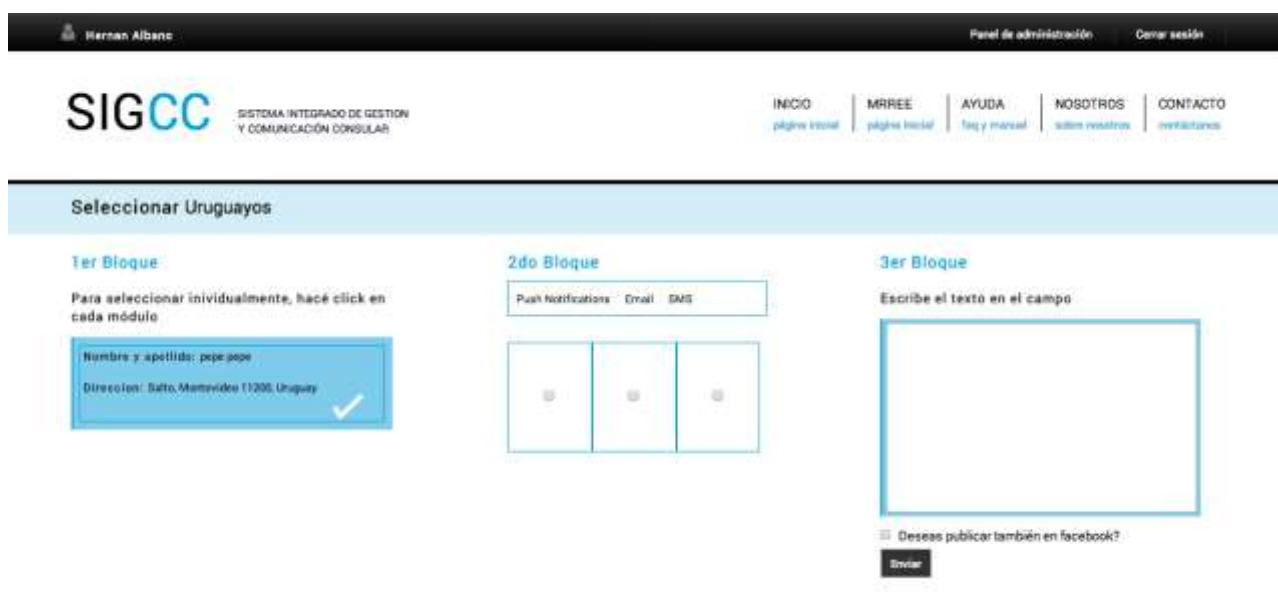 Hernan Albano
Panel de administración
Cerrar sesión
SIGCC
SISTEMA INTEGRADO DE GESTION
Y COMUNICACIÓN CONSULAR
INICIO
página inicial
MRREE
página inicial
AYUDA
faq y manual
NOSOTROS
sobre nosotros
CONTACTO
contáctanos
Seleccionar Uruguayos
1er Bloque
Para seleccionar inividualmente, hacé click en
cada módulo
Nombre y apellido: pepe pepe
Direccion: Salto, Montevideo 11200, Uruguay
2do Bloque
Push Notifications Email SMS
3er Bloque
Escribe el texto en el campo
Deseas publicar también en facebook?
Enviar